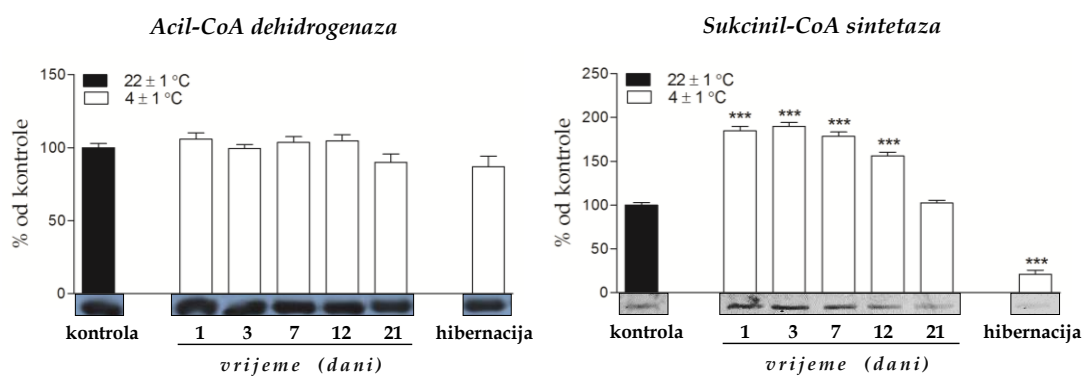 Acil-CoA dehidrogenaza
% od kontrole
150
100
50
0
22 ± 1 °C
4 ± 1 °C
kontrola
1 3 7 12 21
hibernacija
vrijeme (dani)
Sukcinil-CoA sintetaza
% od kontrole
250
200
150
100
50
0
22 ± 1 °C
4 ± 1 °C
*** *** *** *** ***
kontrola
1 3 7 12 21
hibernacija
vrijeme (dani)